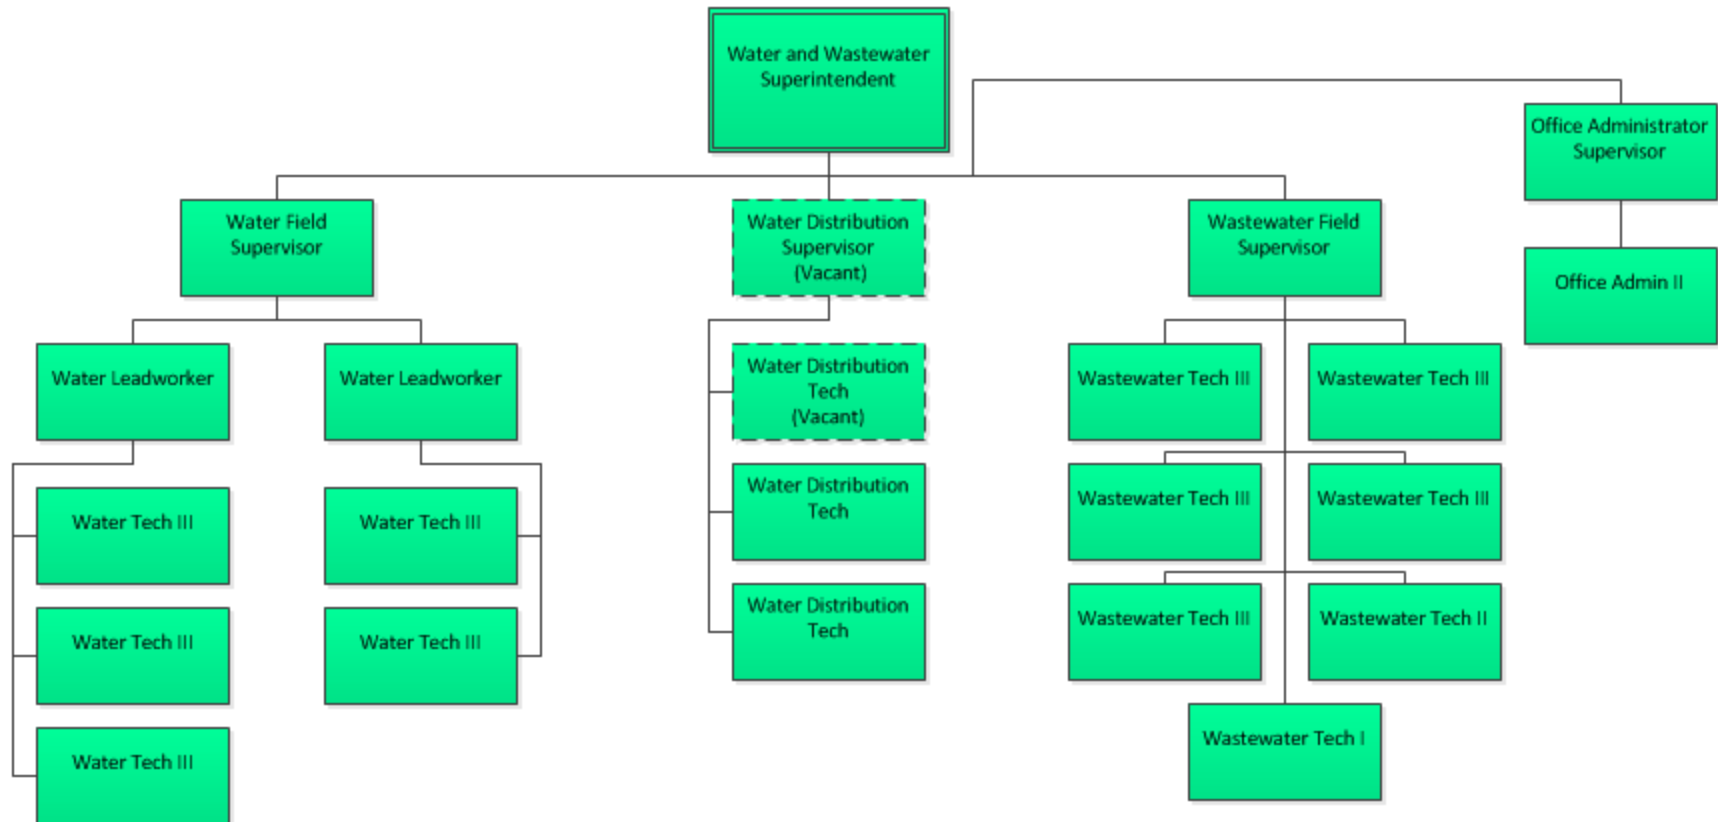 Water and Wastewater
Superintendent
Office Administrator
Supervisor
Water Field
Supervisor
Water Distribution
Supervisor
(Vacant)
Wastewater Field
Supervisor
Office Admin II
Water Leadworker
Water Leadworker
Water Distribution
Tech
(Vacant)
Wastewater Tech III
Wastewater Tech III
Water Tech III
Water Tech III
Water Distribution
Tech
Wastewater Tech III
Wastewater Tech III
Water Tech III
Water Tech III
Water Distribution
Tech
Wastewater Tech III
Wastewater Tech II
Water Tech III
Wastewater Tech I